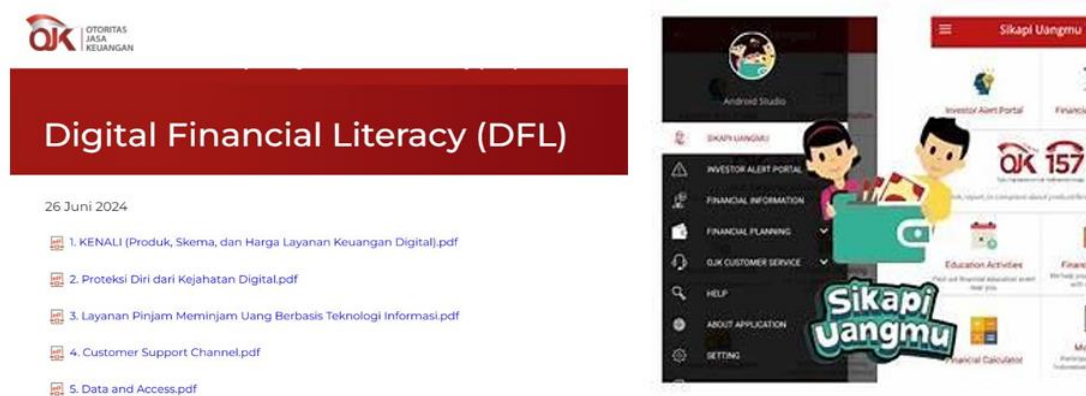 OJK
OTORITAS
JASA
KEUANGAN
Digital Financial Literacy (DFL)
26 Juni 2024
1. KENALI (Produk, Skema, dan Harga Layanan Keuangan Digital).pdf
2. Proteksi Diri dari Kejahatan Digital.pdf
3. Layanan Pinjam Meminjam Uang Berbasis Teknologi Informasi.pdf
4. Customer Support Channel.pdf
5. Data and Access.pdf
Android Studio
SIKAPI UANGMU
INVESTOR ALERT PORTAL
FINANCIAL INFORMATION
FINANCIAL PLANNING
OJK CUSTOMER SERVICE
HELP
ABOUT APPLICATION
SETTING
Sikapi Uangmu
Investor Alert Portal
OJK 157
Education Activities
Financial Calculator
Sikapi
Uangmu